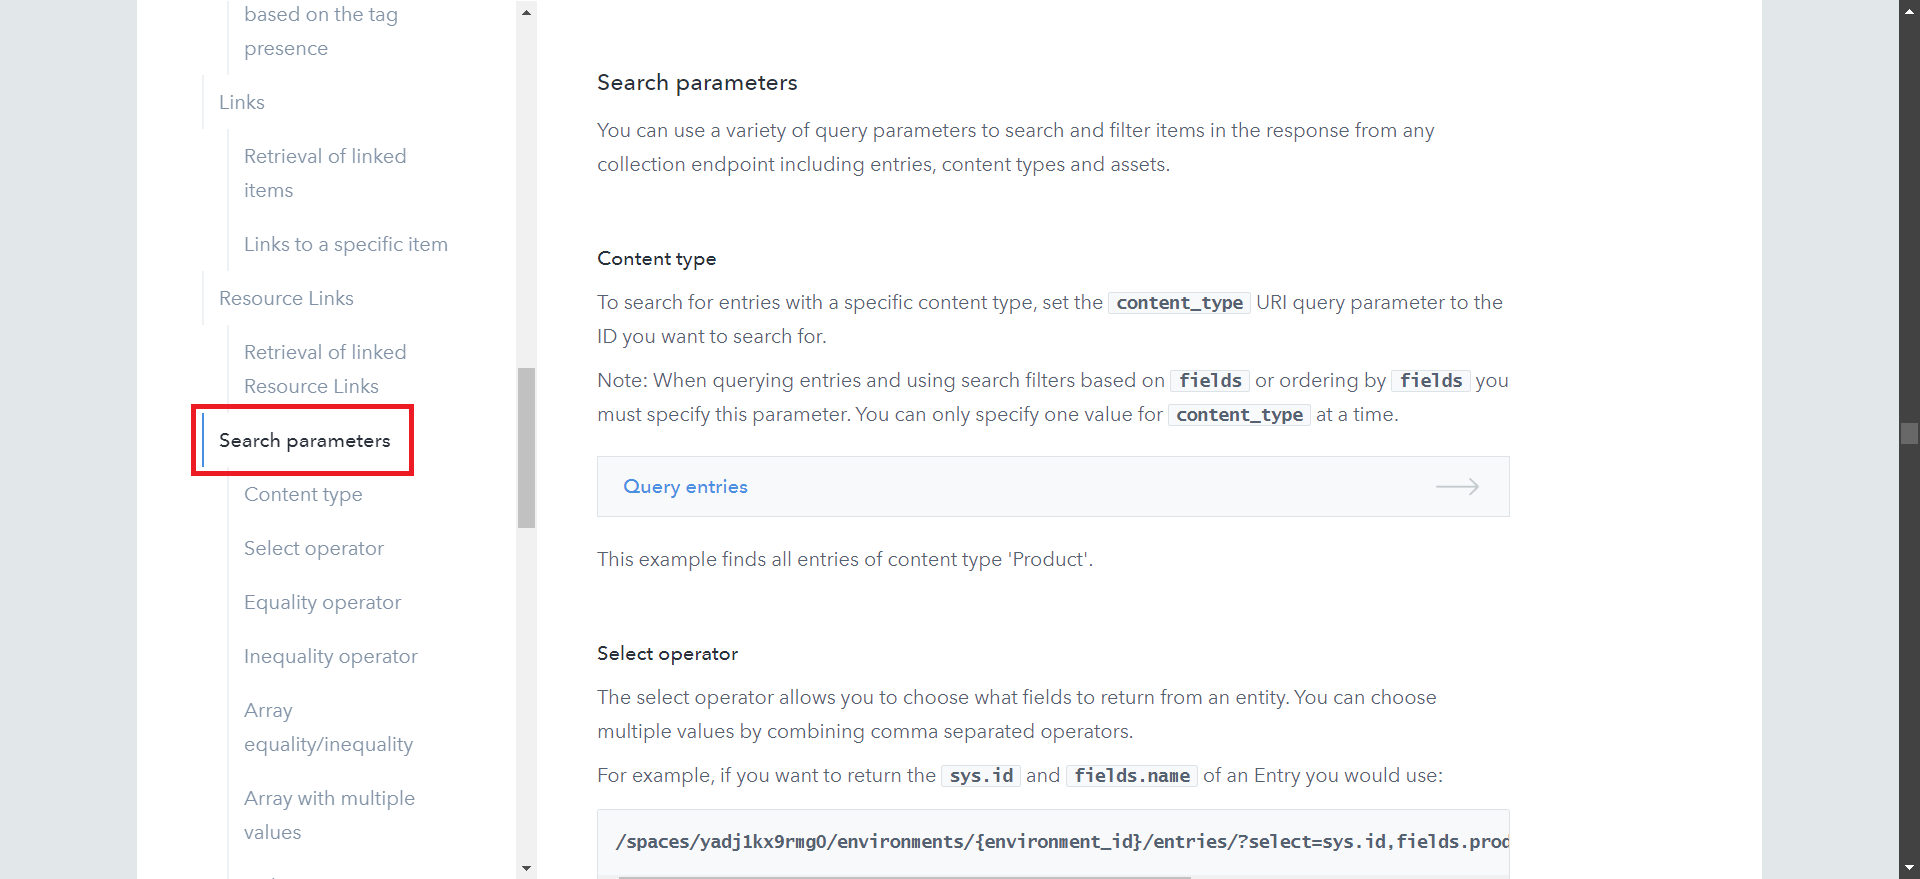 based on the tag
presence
Links
Retrieval of linked
items
Links to a specific item
Resource Links
Retrieval of linked
Resource Links
Search parameters
Content type
Select operator
Equality operator
Inequality operator
Array
equality/inequality
Array with multiple
values
Search parameters
You can use a variety of query parameters to search and filter items in the response from any
collection endpoint including entries, content types and assets.
Content type
To search for entries with a specific content type, set the content_type URI query parameter to the
ID you want to search for.
Note: When querying entries and using search filters based on fields or ordering by fields you
must specify this parameter. You can only specify one value for content_type at a time.
Query entries
This example finds all entries of content type 'Product'.
Select operator
The select operator allows you to choose what fields to return from an entity. You can choose
multiple values by combining comma separated operators.
For example, if you want to return the sys.id and fields.name of an Entry you would use:
/spaces/yadj1kx9rmg0/environments/{environment_id}/entries/?select=sys.id,fields.prod